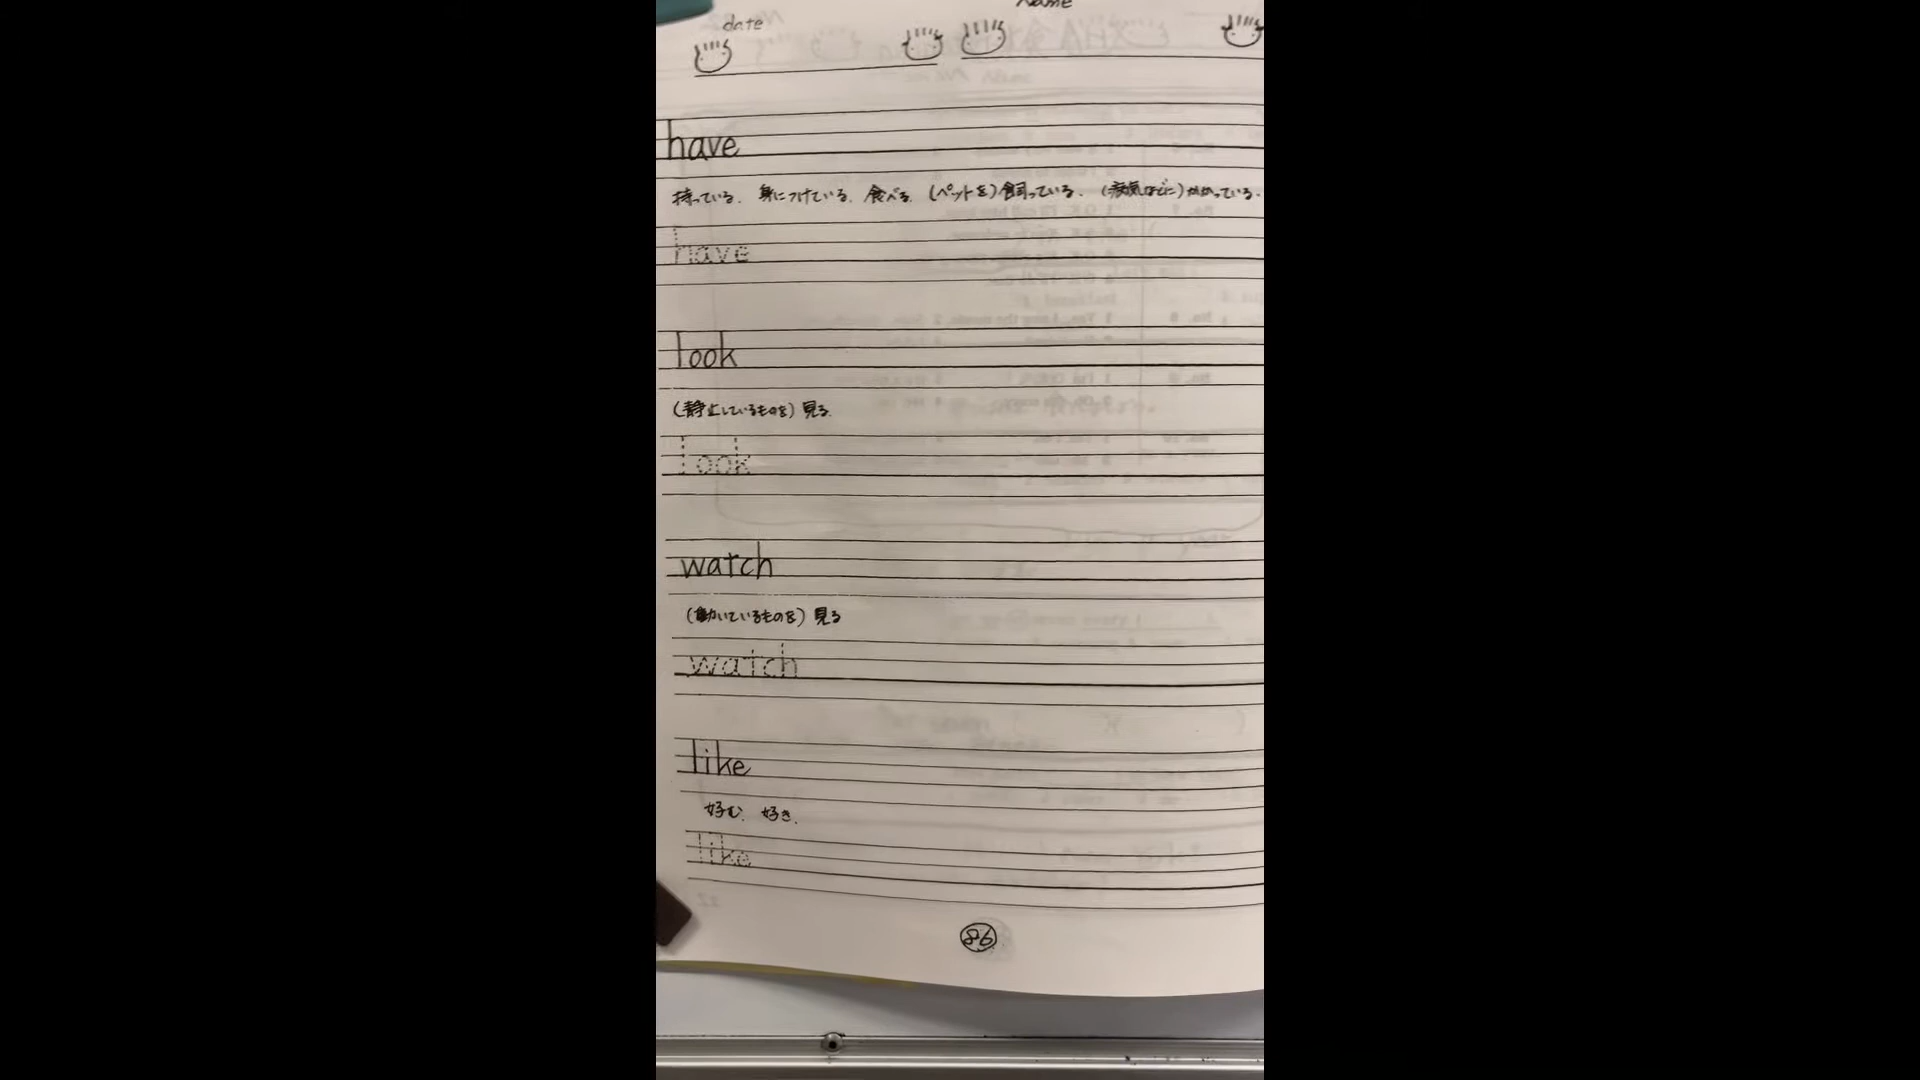 date Name
have
持っている. 身につけている. 食べる. (ペットを)飼っている. (病気などに)かかっている.
have
look
(静止しているものを)見る.
look
watch
(動いているものを)見る
watch
like
好む. 好き.
like
86